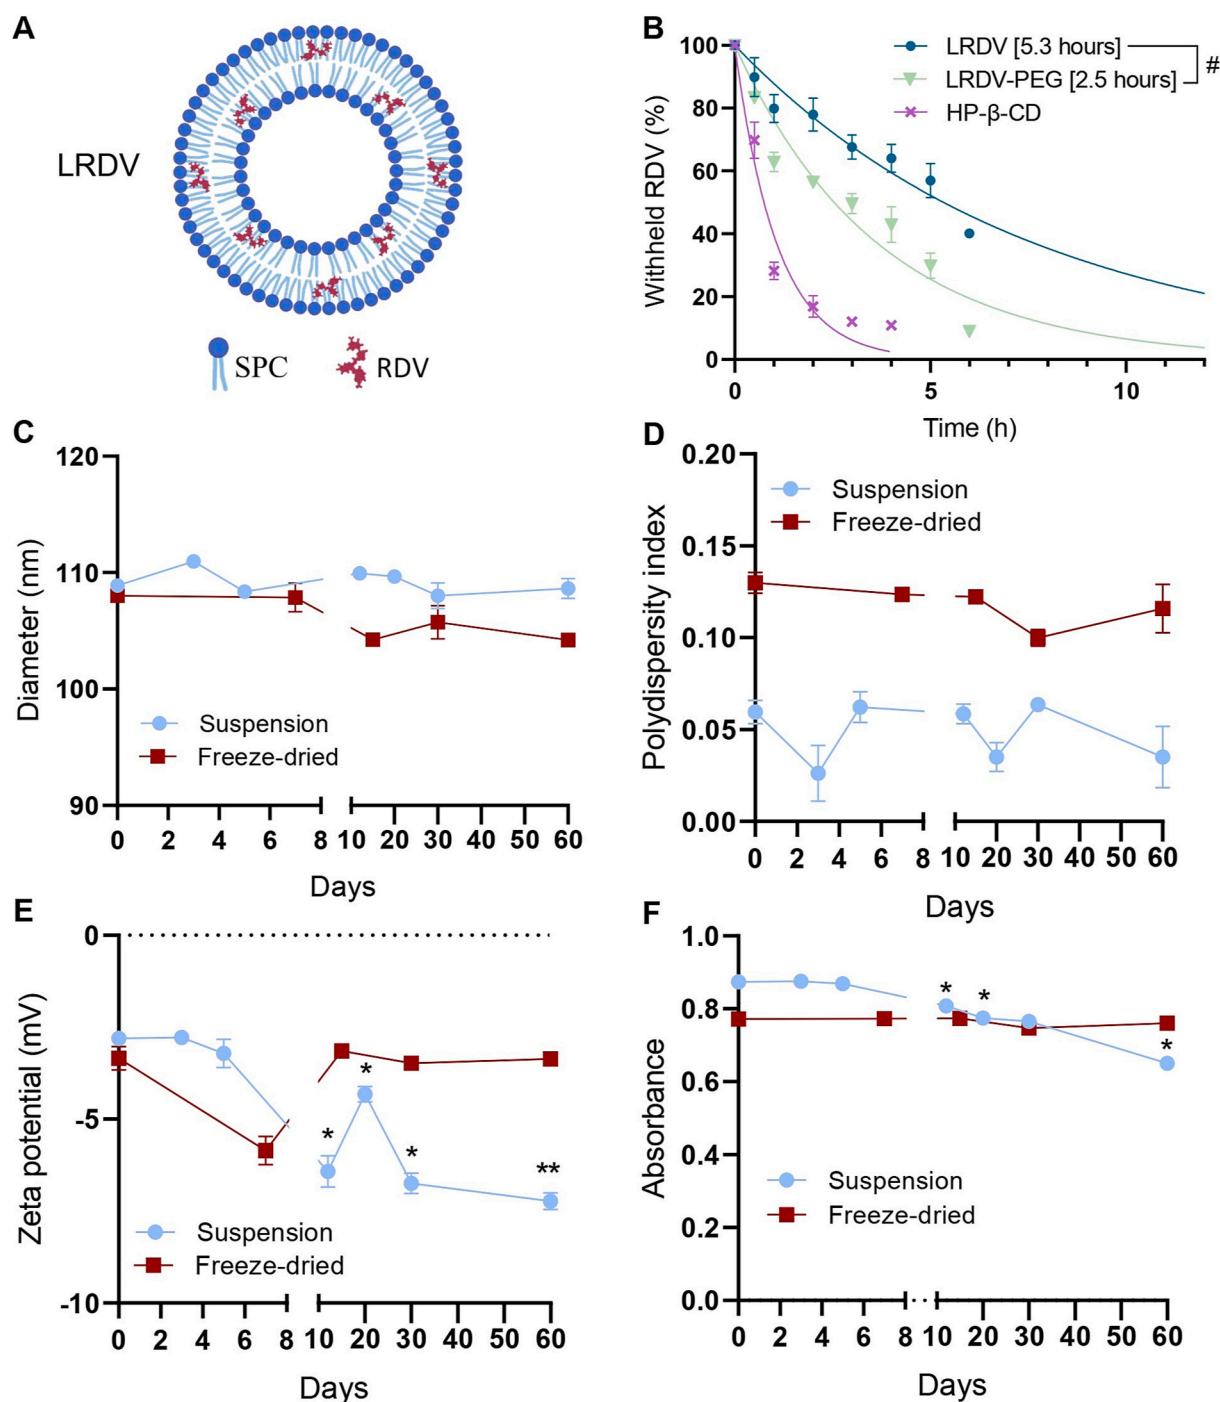 A
LRDV
SPC
RDV
B
Withheld RDV (%)
100
80
60
40
20
0
0 5 10
Time (h)
LRDV [5.3 hours]
LRDV-PEG [2.5 hours]
HP-β-CD
#
C
Diameter (nm)
120
110
100
90
Suspension
Freeze-dried
0 2 4 6 8 10 20 30 40 50 60
Days
D
Polydispersity index
0.20
0.15
0.10
0.05
0.00
Suspension
Freeze-dried
0 2 4 6 8 10 20 30 40 50 60
Days
E
Zeta potential (mV)
0
-5
-10
*
*
*
**
Suspension
Freeze-dried
0 2 4 6 8 10 20 30 40 50 60
Days
F
Absorbance
1.0
0.8
0.6
0.4
0.2
0.0
* *
*
Suspension
Freeze-dried
0 2 4 6 8 10 20 30 40 50 60
Days